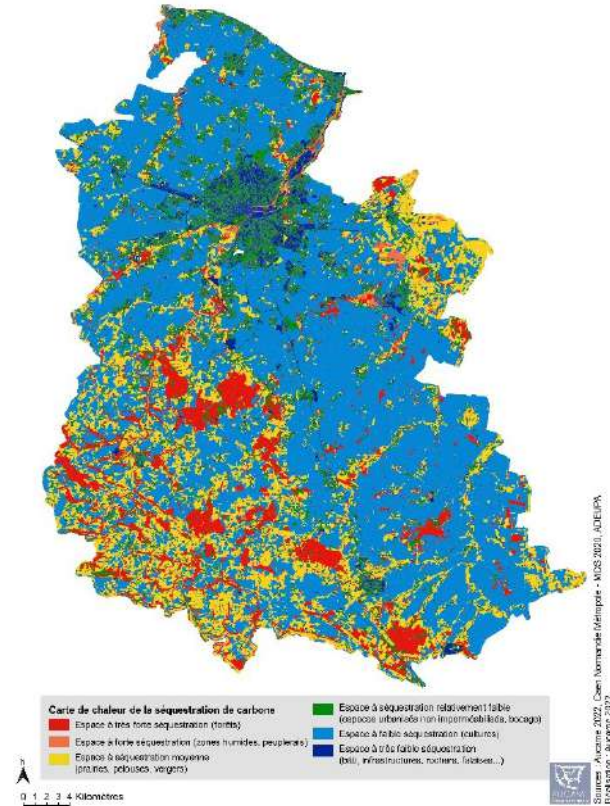 Carte de chaleur de la séquestration de carbone
Espace à très forte séquestration (forêts)
Espace à forte séquestration (zones humides, peupleraies)
Espace à séquestration moyenne
(prairies, pelouses, vergers)
Espace à séquestration relativement faible
(espaces urbanisés non imperméabilisés, bocage)
Espace à faible séquestration (cultures)
Espace à très faible séquestration
(bâti, infrastructures, rochers, falaises...)
0 1 2 3 4 Kilomètres
Sources : Aucame 2022, Caen Normandie Métropole - MOS 2020, ADEUPA
Réalisation : Aucame 2022
AUCAME